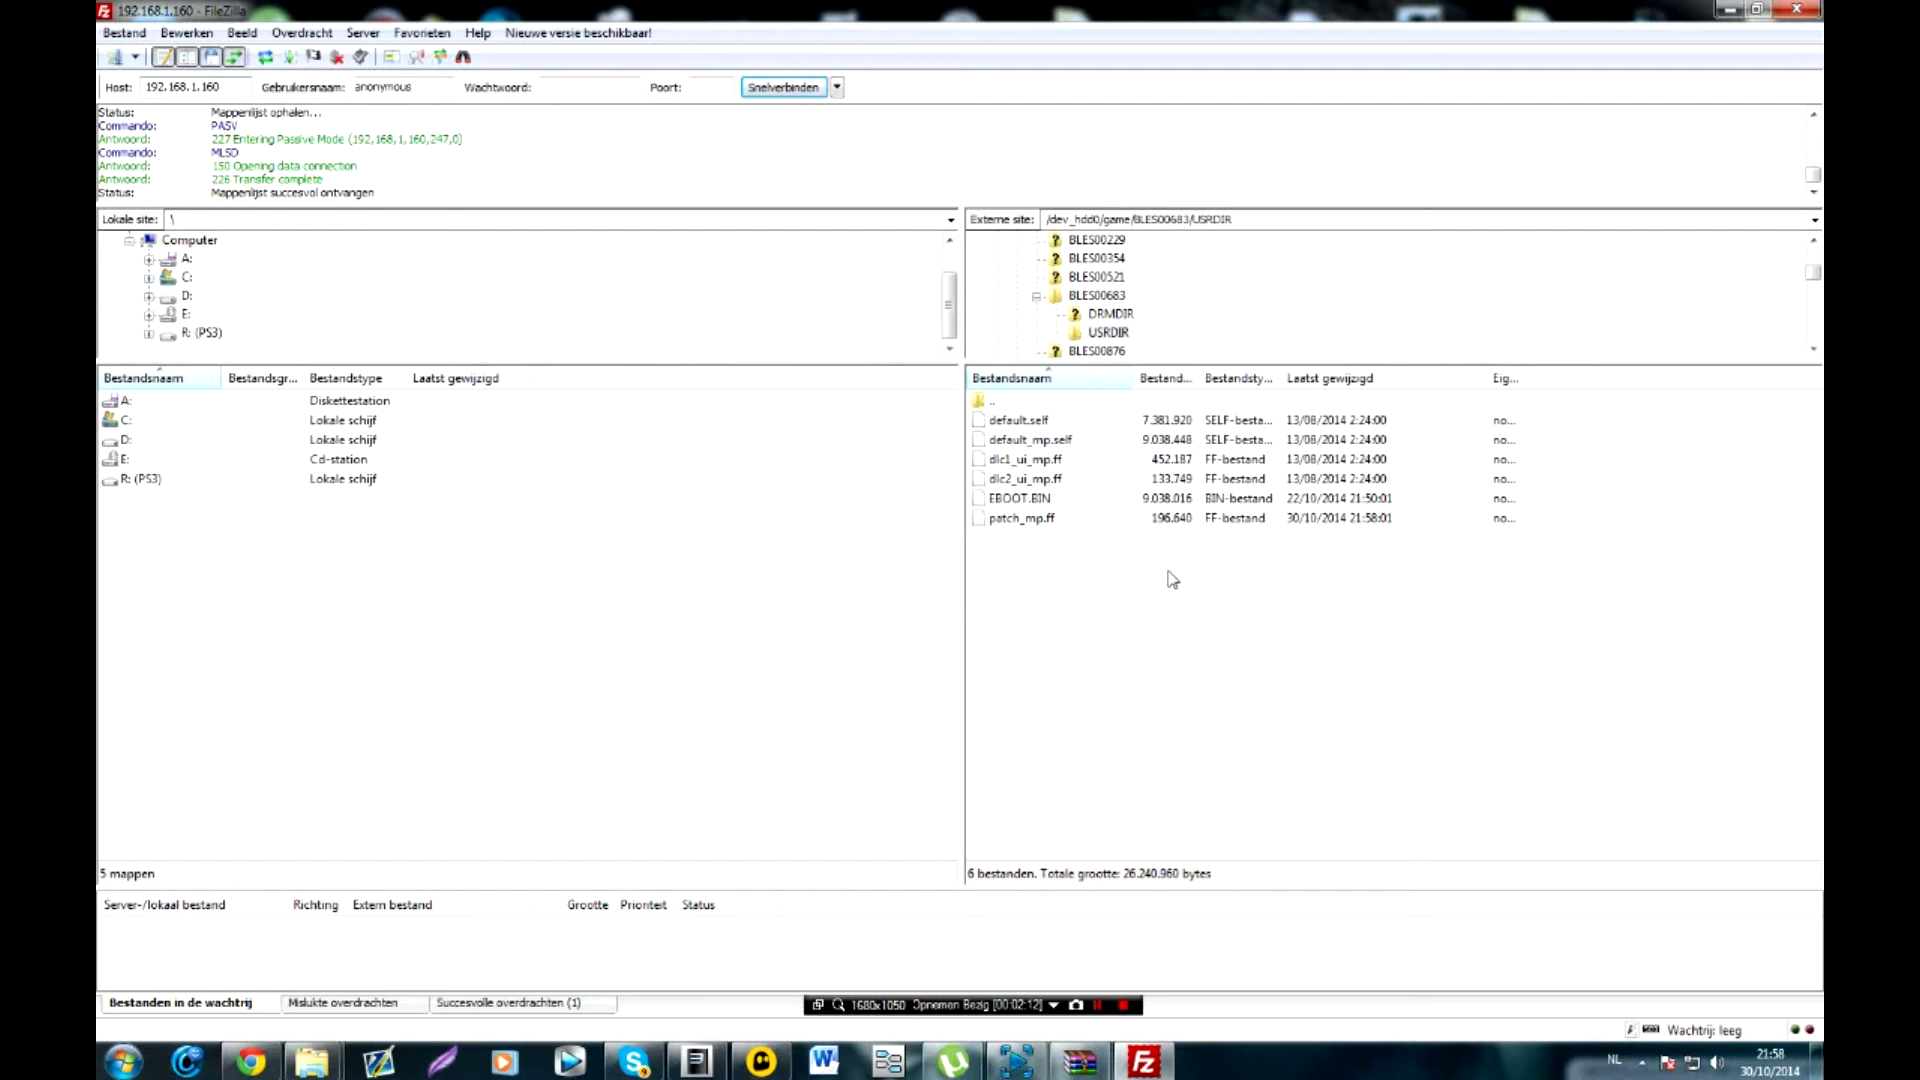 192.168.1.160 - FileZilla
Bestand Bewerken Beeld Overdracht Server Favorieten Help Nieuwe versie beschikbaar!
Host: 192.168.1.160 Gebruikersnaam: anonymous Wachtwoord: Poort: Snelverbinden
Status: Mappenlijst ophalen...
Commando: PASV
Antwoord: 227 Entering Passive Mode (192,168,1,160,247,0)
Commando: MLSD
Antwoord: 150 Opening data connection
Antwoord: 226 Transfer complete
Status: Mappenlijst succesvol ontvangen
Lokale site: \
Computer
A:
C:
D:
E:
R: (PS3)
Externe site: /dev_hdd0/game/BLES00683/USRDIR
BLES00229
BLES00354
BLES00521
BLES00683
DRMDIR
USRDIR
BLES00876
Bestandsnaam Bestandsgr... Bestandstype Laatst gewijzigd
A: Diskettestation
C: Lokale schijf
D: Lokale schijf
E: Cd-station
R: (PS3) Lokale schijf
5 mappen
Bestandsnaam Bestand... Bestandsty... Laatst gewijzigd Eig...
..
default.self 7.381.920 SELF-besta... 13/08/2014 2:24:00 no...
default_mp.self 9.038.448 SELF-besta... 13/08/2014 2:24:00 no...
dlc1_ui_mp.ff 452.187 FF-bestand 13/08/2014 2:24:00 no...
dlc2_ui_mp.ff 133.749 FF-bestand 13/08/2014 2:24:00 no...
EBOOT.BIN 9.038.016 BIN-bestand 22/10/2014 21:50:01 no...
patch_mp.ff 196.640 FF-bestand 30/10/2014 21:58:01 no...
6 bestanden. Totale grootte: 26.240.960 bytes
Server-/lokaal bestand Richting Extern bestand Grootte Prioriteit Status
Bestanden in de wachtrij Mislukte overdrachten Succesvolle overdrachten (1)
1680x1050 Opnemen Bezig [00:02:12]
Wachtrij: leeg
NL 21:58
30/10/2014